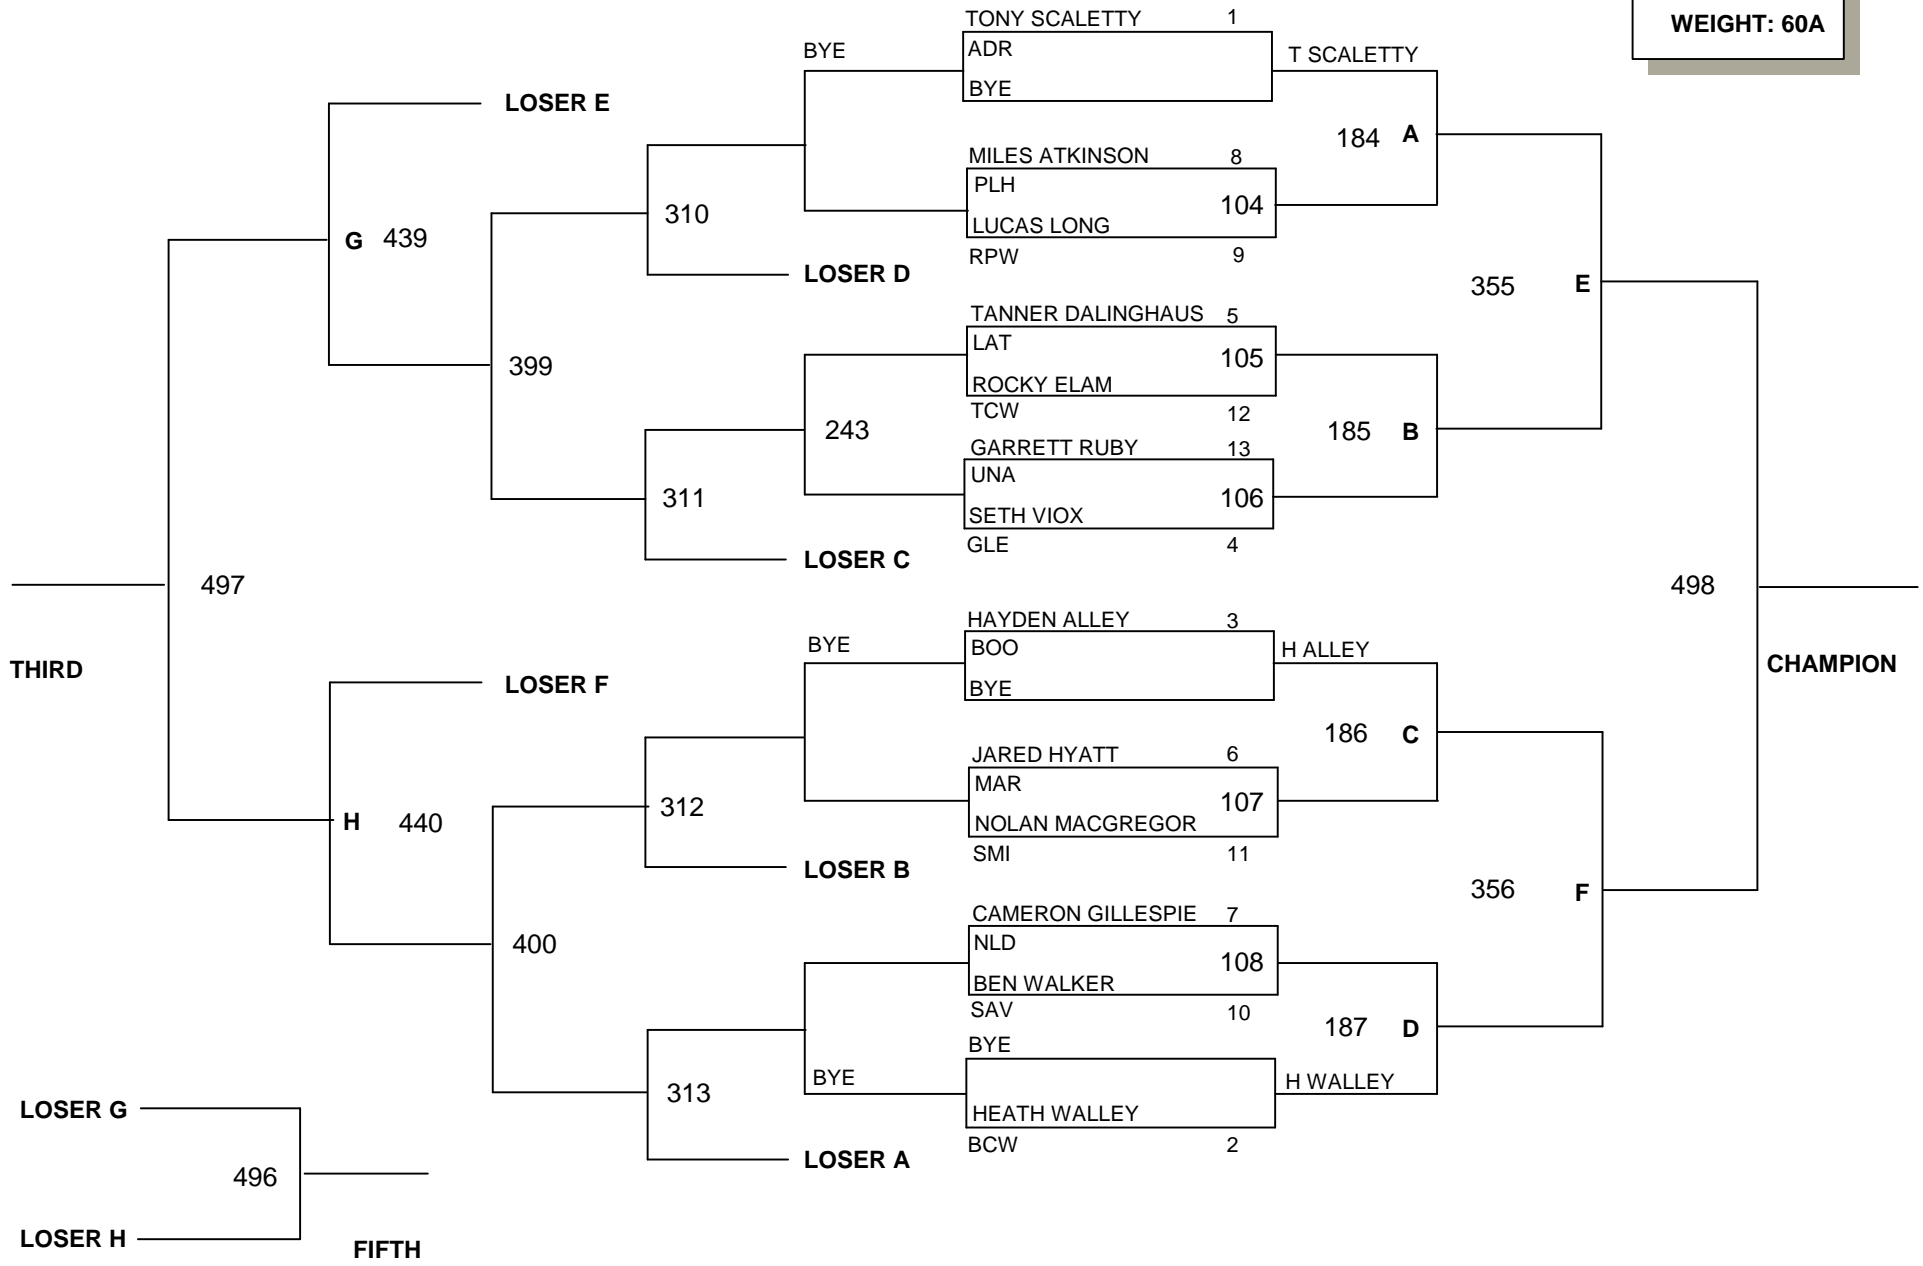 WEIGHT: 60A
TONY SCALETTY 1
BYE
ADR
T SCALETTY
BYE
LOSER E
184 A
MILES ATKINSON 8
PLH
104
310
LUCAS LONG
G 439
RPW 9
LOSER D
355 E
TANNER DALINGHAUS 5
LAT
105
399
ROCKY ELAM
TCW 12
243
185 B
GARRETT RUBY 13
UNA
311
106
SETH VIOX
GLE 4
LOSER C
497
498
HAYDEN ALLEY 3
BYE
BOO
H ALLEY
THIRD
CHAMPION
LOSER F
BYE
186 C
JARED HYATT 6
MAR
312
107
H 440
NOLAN MACGREGOR
SMI 11
LOSER B
356 F
CAMERON GILLESPIE 7
NLD
400
108
BEN WALKER
SAV 10
187 D
BYE
BYE
H WALLEY
313
LOSER G
HEATH WALLEY
BCW 2
LOSER A
496
LOSER H
FIFTH